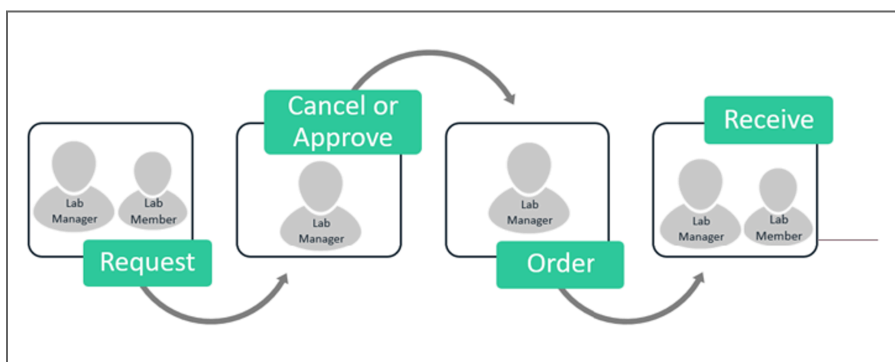 Lab
Manager
Lab
Member
Request
Cancel or
Approve
Lab
Manager
Lab
Manager
Order
Receive
Lab
Manager
Lab
Member